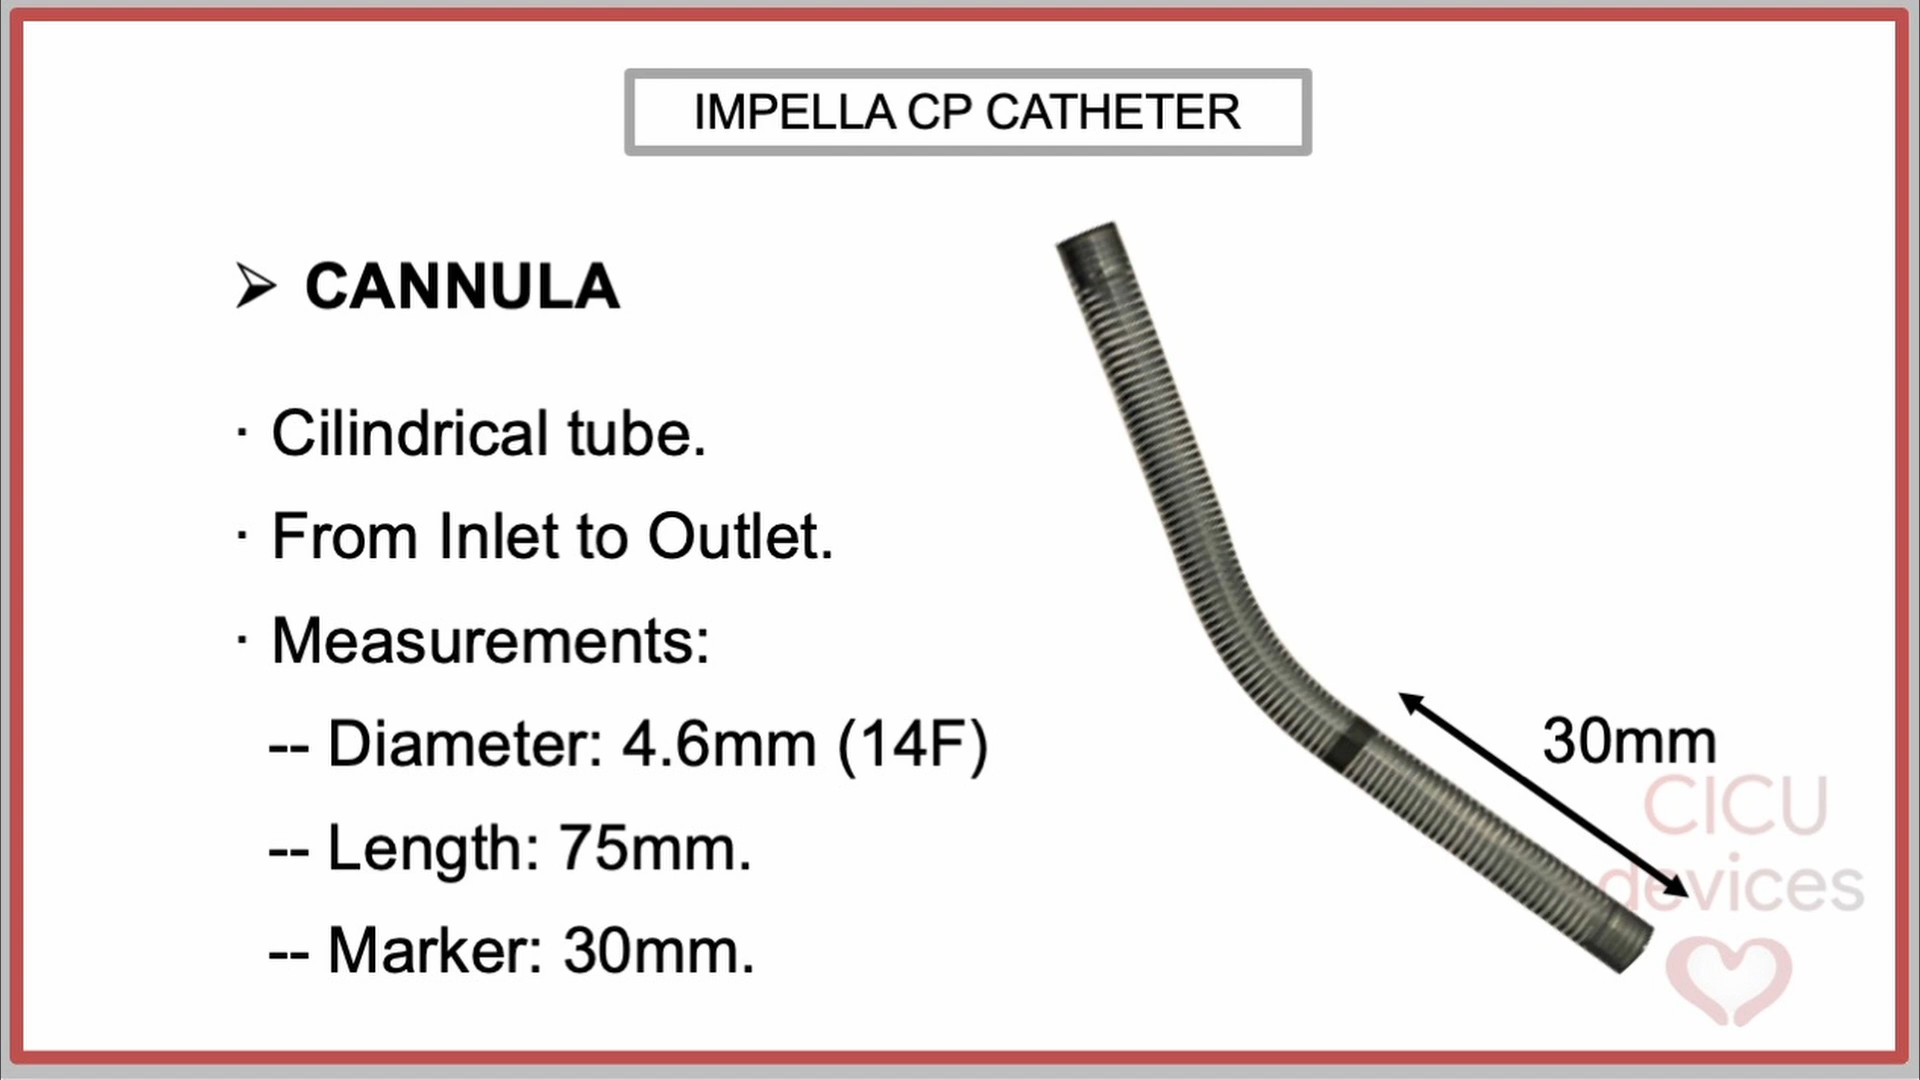 IMPELLA CP CATHETER
➢ CANNULA
· Cilindrical tube.
· From Inlet to Outlet.
· Measurements:
-- Diameter: 4.6mm (14F)
-- Length: 75mm.
-- Marker: 30mm.
30mm
CICU
devices